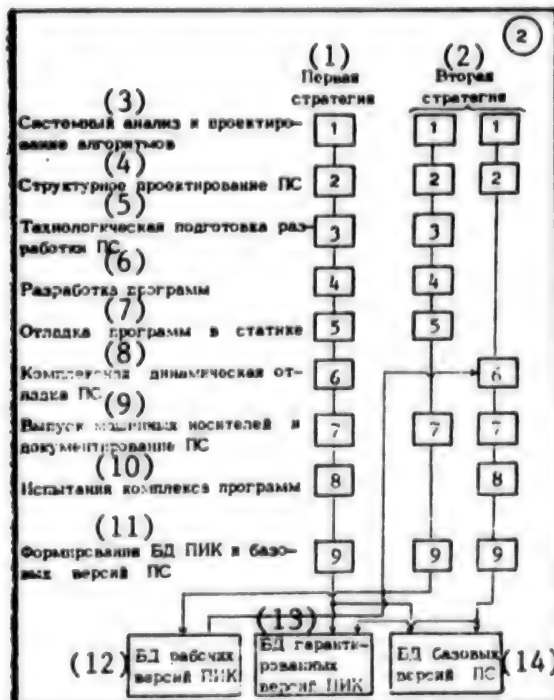 2
(1) (2)
Первая Вторая
стратегия стратегия
(3)
Системный анализ и проектиро-
вание алгоритмов
1 1 1
(4)
Структурное проектирование ПС
2 2 2
(5)
Технологическая подготовка раз-
работки ПС
3 3
(6)
Разработка программ
4 4
(7)
Отладка программ в статике
5 5
(8)
Комплексная динамическая от-
ладка ПС
6 6
(9)
Выпуск машинных носителей и
документирование ПС
7 7 7
(10)
Испытания комплекса программ
8 8
(11)
Формирование БД ПИК и базо-
вых версий ПС
9 9 9
(13)
(12) БД рабочих
версий ПИК
БД гаранти-
рованных
версий ПИК
БД базовых
версий ПС (14)